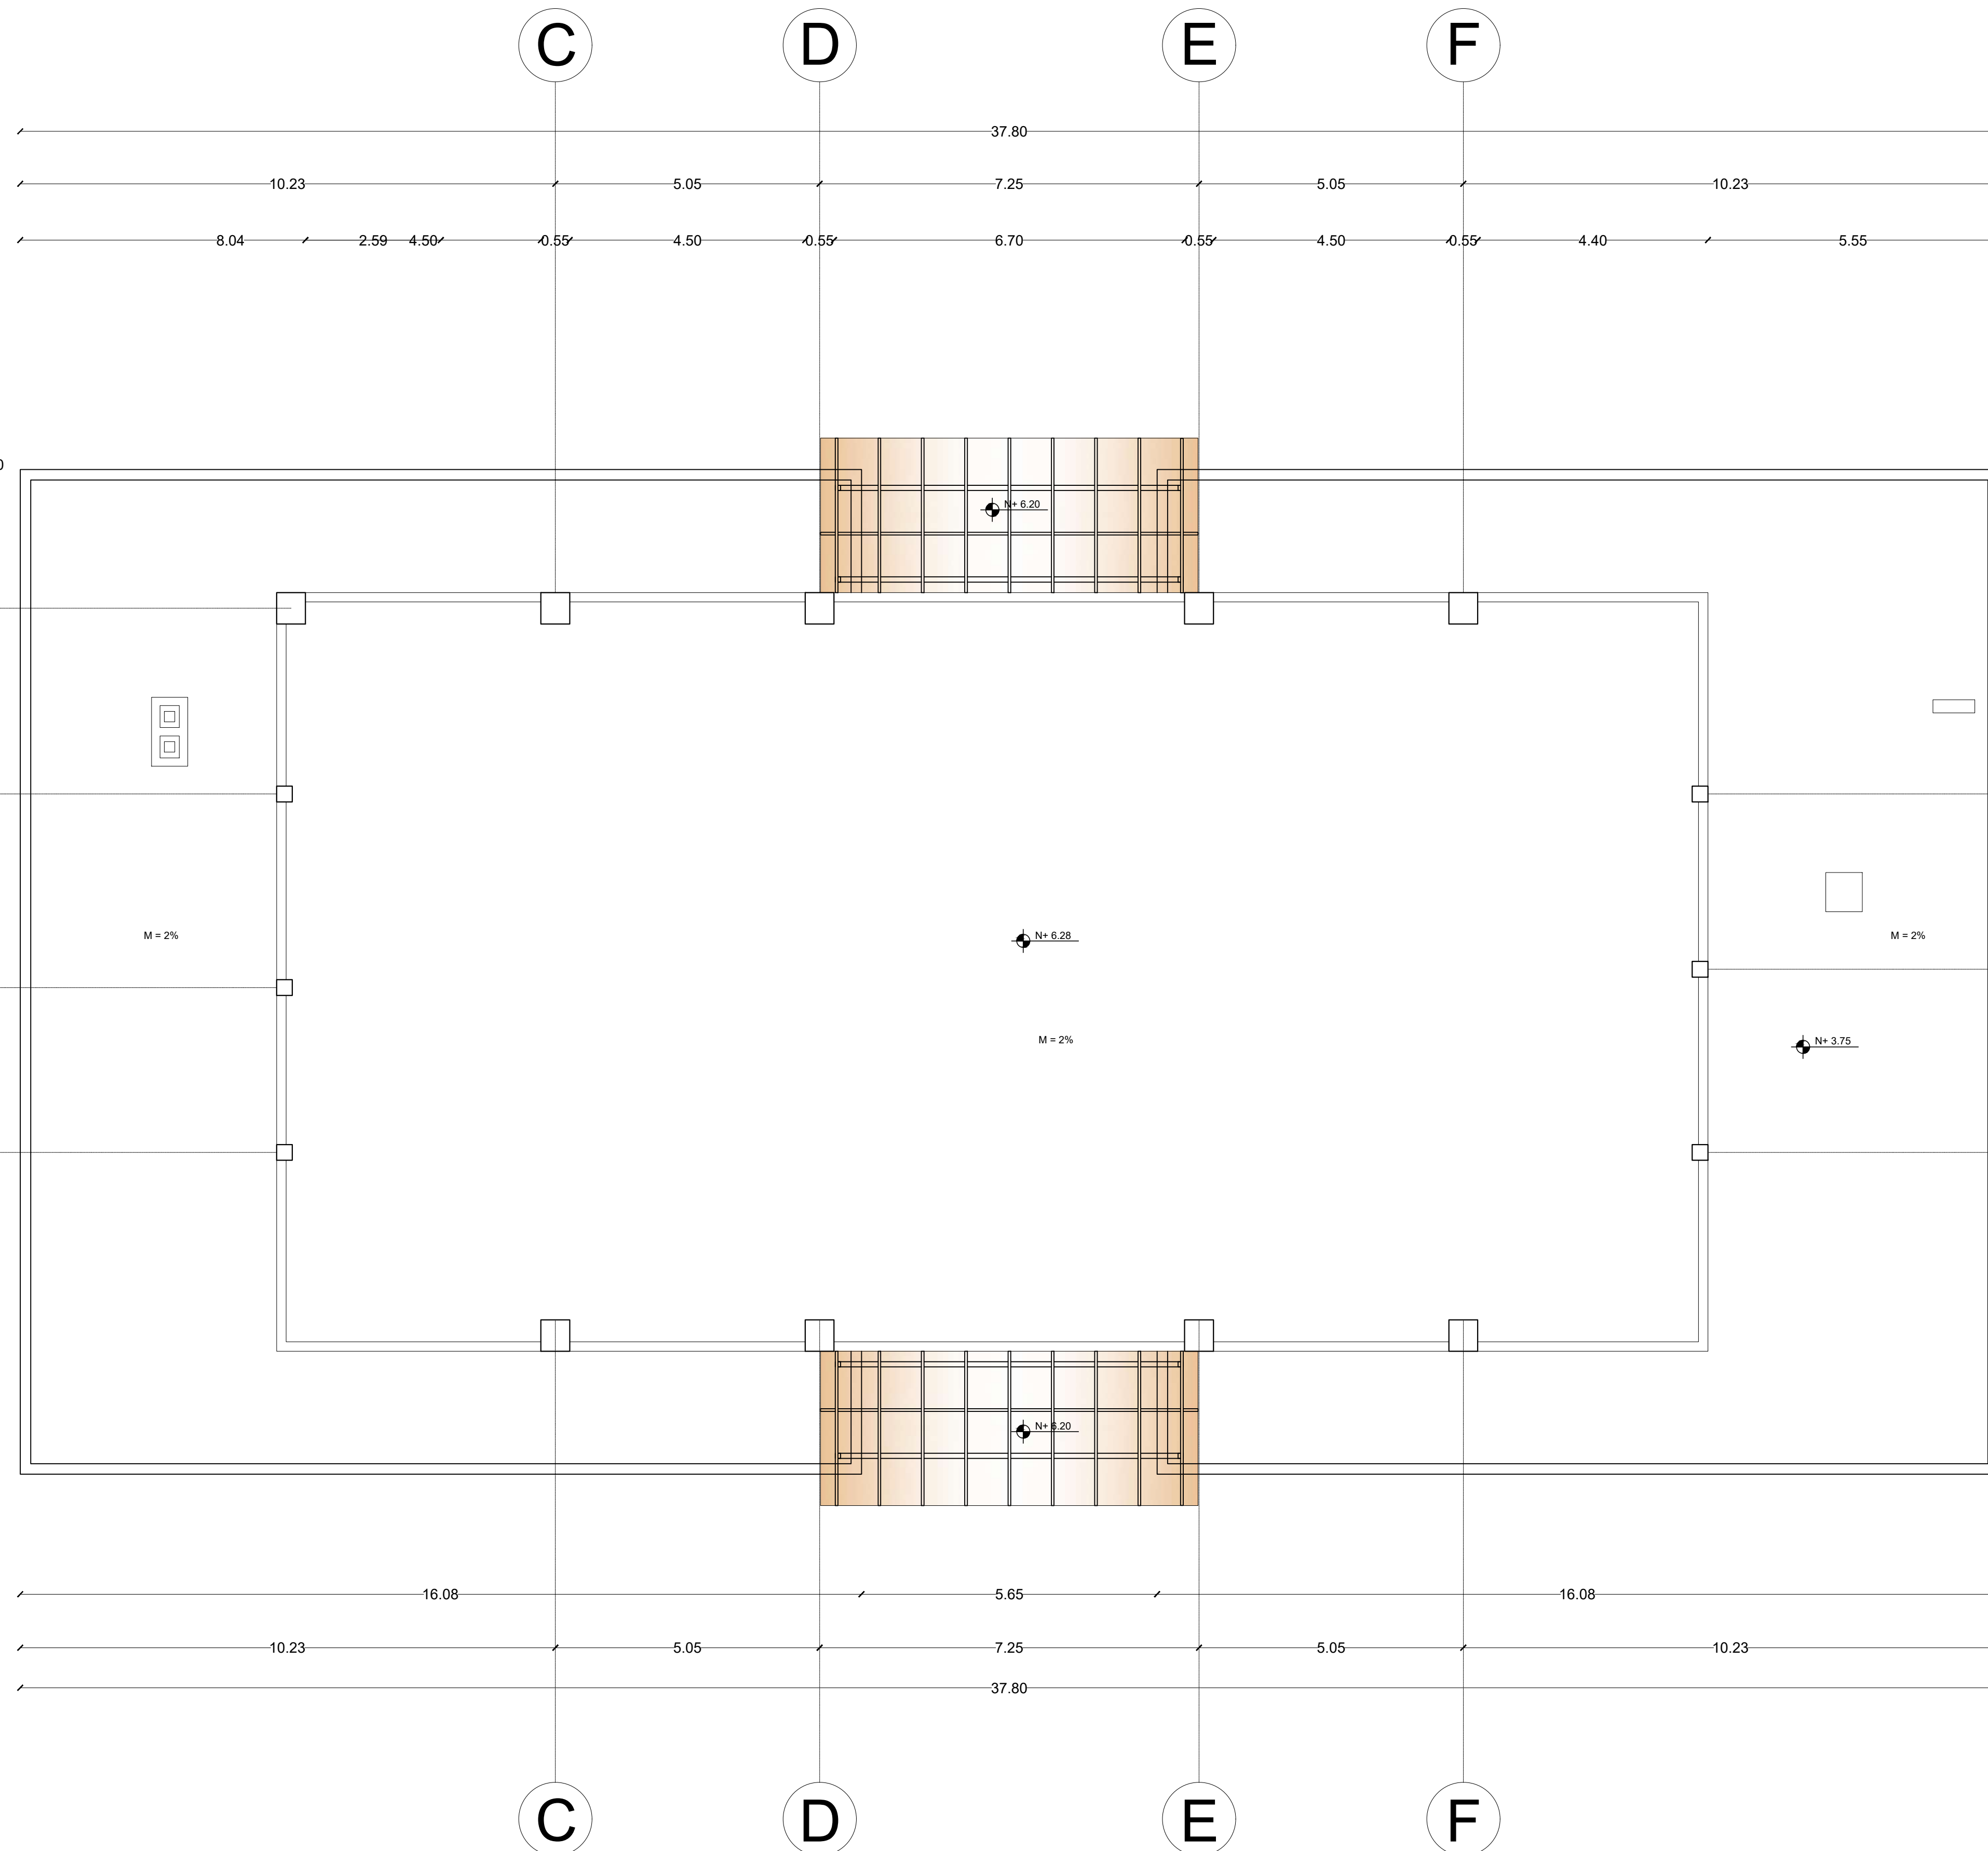 C D E F
37.80
10.23 5.05 7.25 5.05 10.23
8.04 2.59 4.50 0.55 4.50 0.55 6.70 0.55 4.50 0.55 4.40 5.55
0
N+ 6.20
M = 2%
N+ 6.28
M = 2%
M = 2%
N+ 3.75
N+ 6.20
16.08 5.65 16.08
10.23 5.05 7.25 5.05 10.23
37.80
C D E F